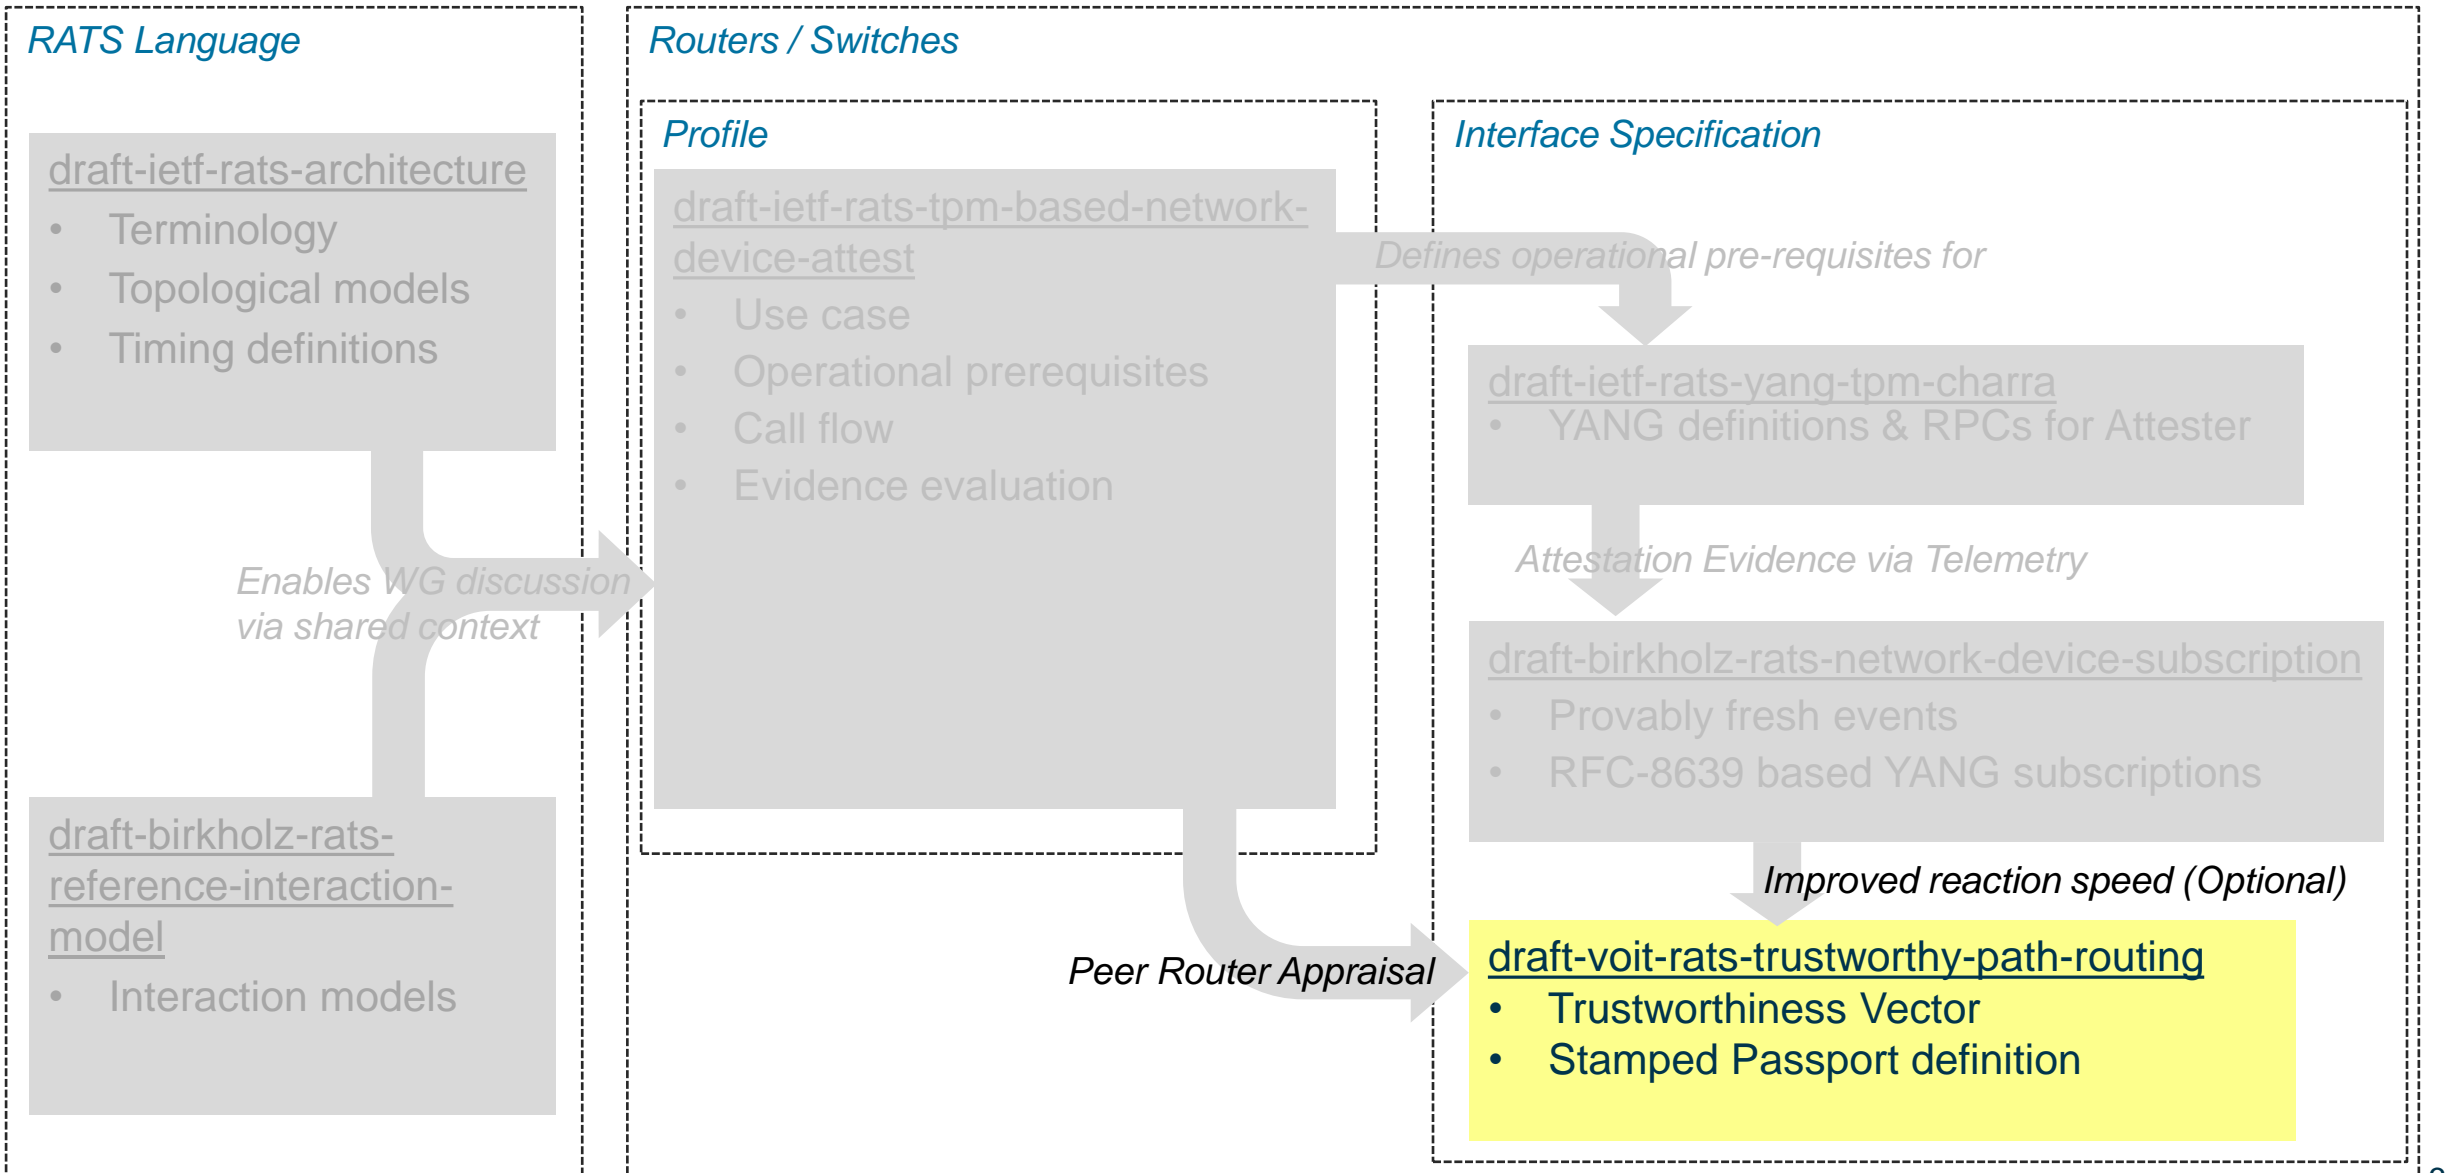 RATS Language
draft-ietf-rats-architecture
• Terminology
• Topological models
• Timing definitions
Enables WG discussion
via shared context
draft-birkholz-rats-
reference-interaction-
model
• Interaction models
Routers / Switches
Profile
draft-ietf-rats-tpm-based-network-
device-attest
• Use case
• Operational prerequisites
• Call flow
• Evidence evaluation
Peer Router Appraisal
Interface Specification
Defines operational pre-requisites for
draft-ietf-rats-yang-tpm-charra
• YANG definitions & RPCs for Attester
Attestation Evidence via Telemetry
draft-birkholz-rats-network-device-subscription
• Provably fresh events
• RFC-8639 based YANG subscriptions
Improved reaction speed (Optional)
draft-voit-rats-trustworthy-path-routing
• Trustworthiness Vector
• Stamped Passport definition